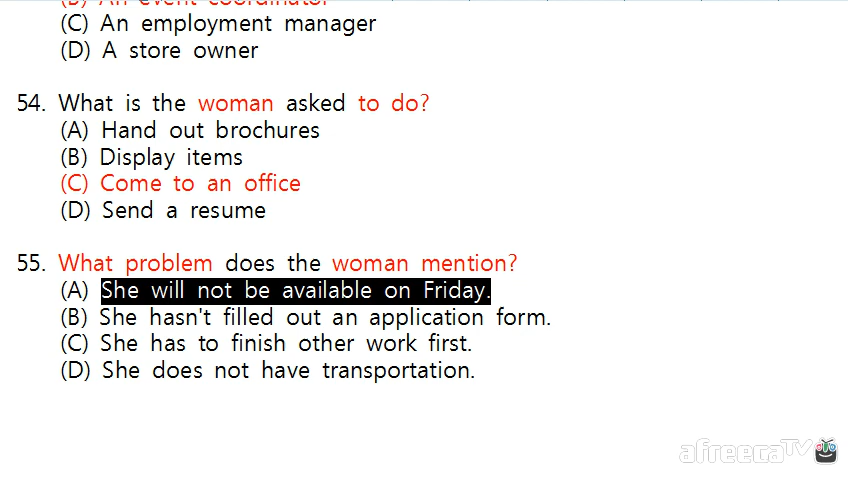 (B) An event coordinator
(C) An employment manager
(D) A store owner
54. What is the woman asked to do?
(A) Hand out brochures
(B) Display items
(C) Come to an office
(D) Send a resume
55. What problem does the woman mention?
(A) She will not be available on Friday.
(B) She hasn't filled out an application form.
(C) She has to finish other work first.
(D) She does not have transportation.
afreecaTV